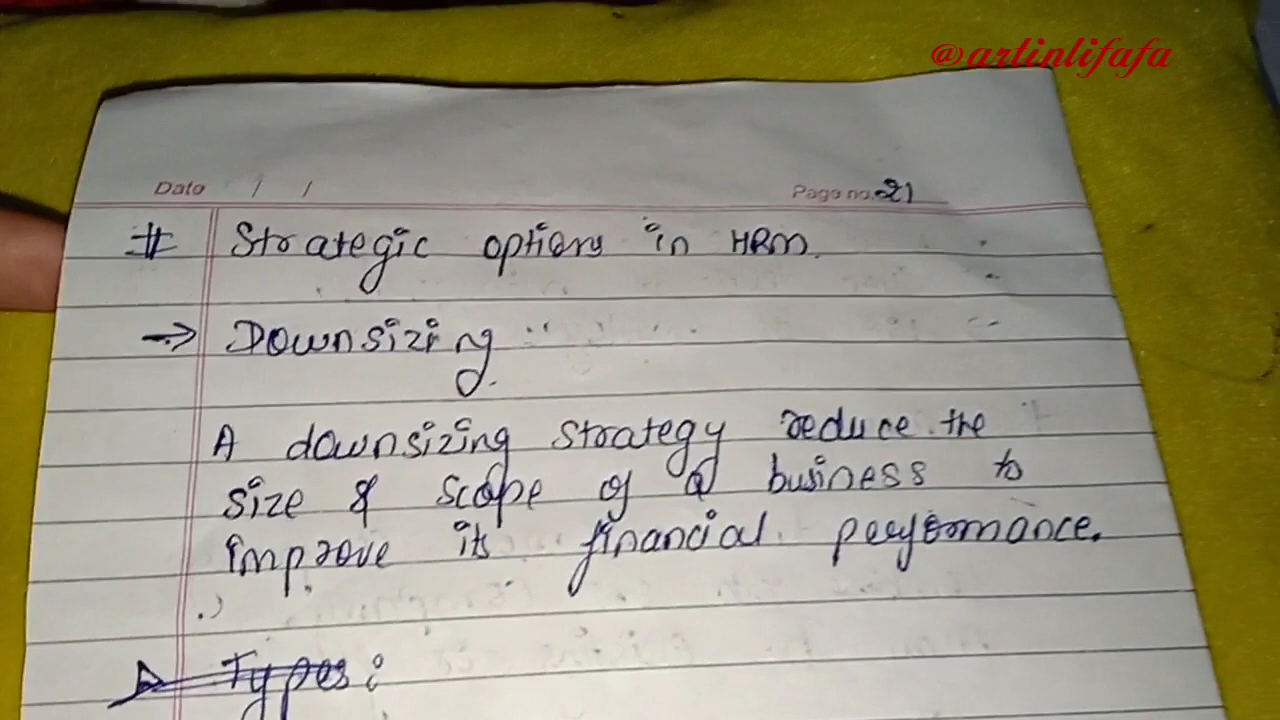 @artinlifafa
Date / / Page no. 21
# Strategic options in HRM.
→ Downsizing
A downsizing strategy reduce the
size & scope of a business to
improve its financial performance.
Types: